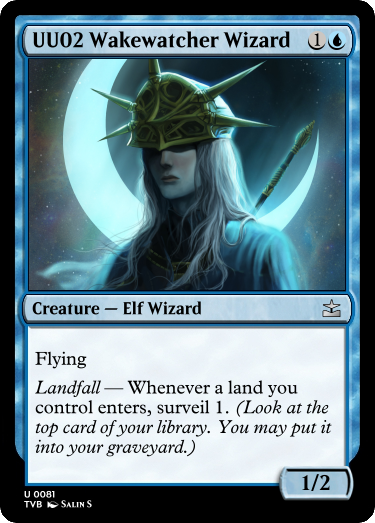 UU02 Wakewatcher Wizard 1
Creature — Elf Wizard
Flying
Landfall — Whenever a land you
control enters, surveil 1. (Look at the
top card of your library. You may put it
into your graveyard.)
1/2
U 0081
TVB Salin S